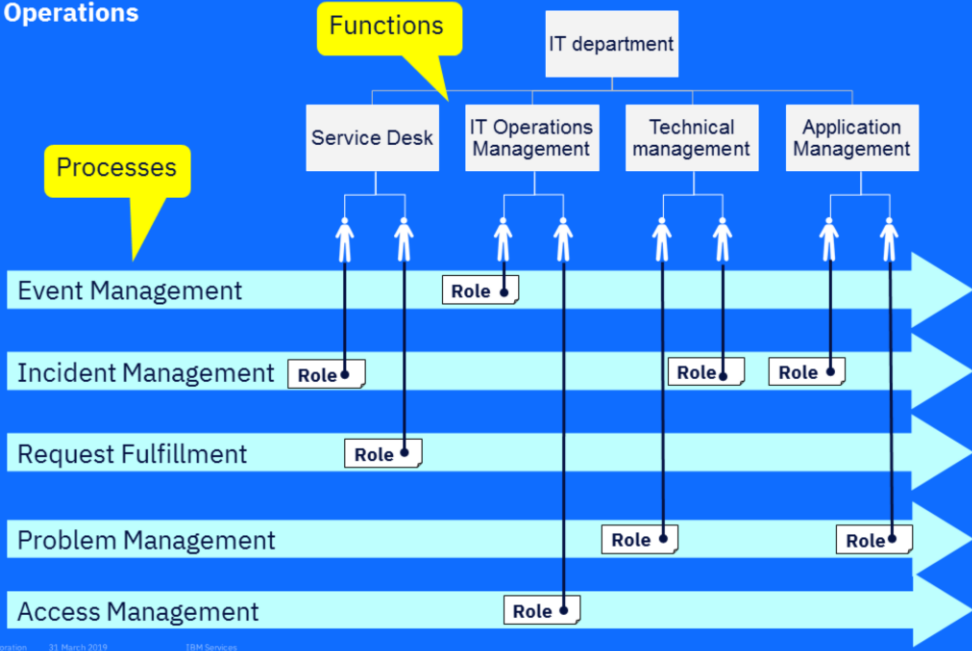 Operations
Functions
IT department
Service Desk
IT Operations
Management
Technical
management
Application
Management
Processes
Event Management
Role
Incident Management
Role
Role
Role
Request Fulfillment
Role
Problem Management
Role
Role
Access Management
Role
oration 31 March 2019 IBM Services